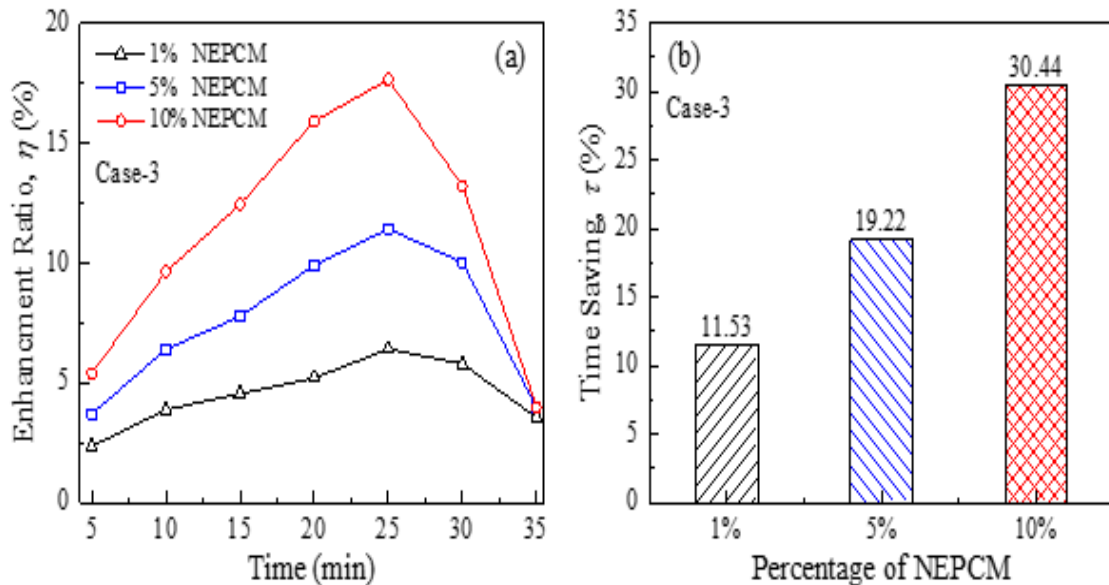 20
15
10
5
0
Enhancement Ratio, η (%)
1% NEPCM
5% NEPCM
10% NEPCM
Case-3
(a)
5 10 15 20 25 30 35
Time (min)
35
30
25
20
15
10
5
0
Time Saving, τ (%)
(b)
Case-3
11.53
19.22
30.44
1% 5% 10%
Percentage of NEPCM